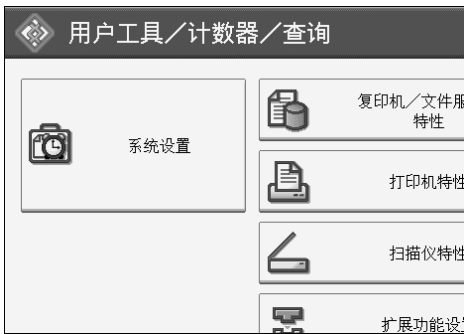 用户工具／计数器／查询
系统设置
复印机／文件服
特性
打印机特性
扫描仪特性
扩展功能设